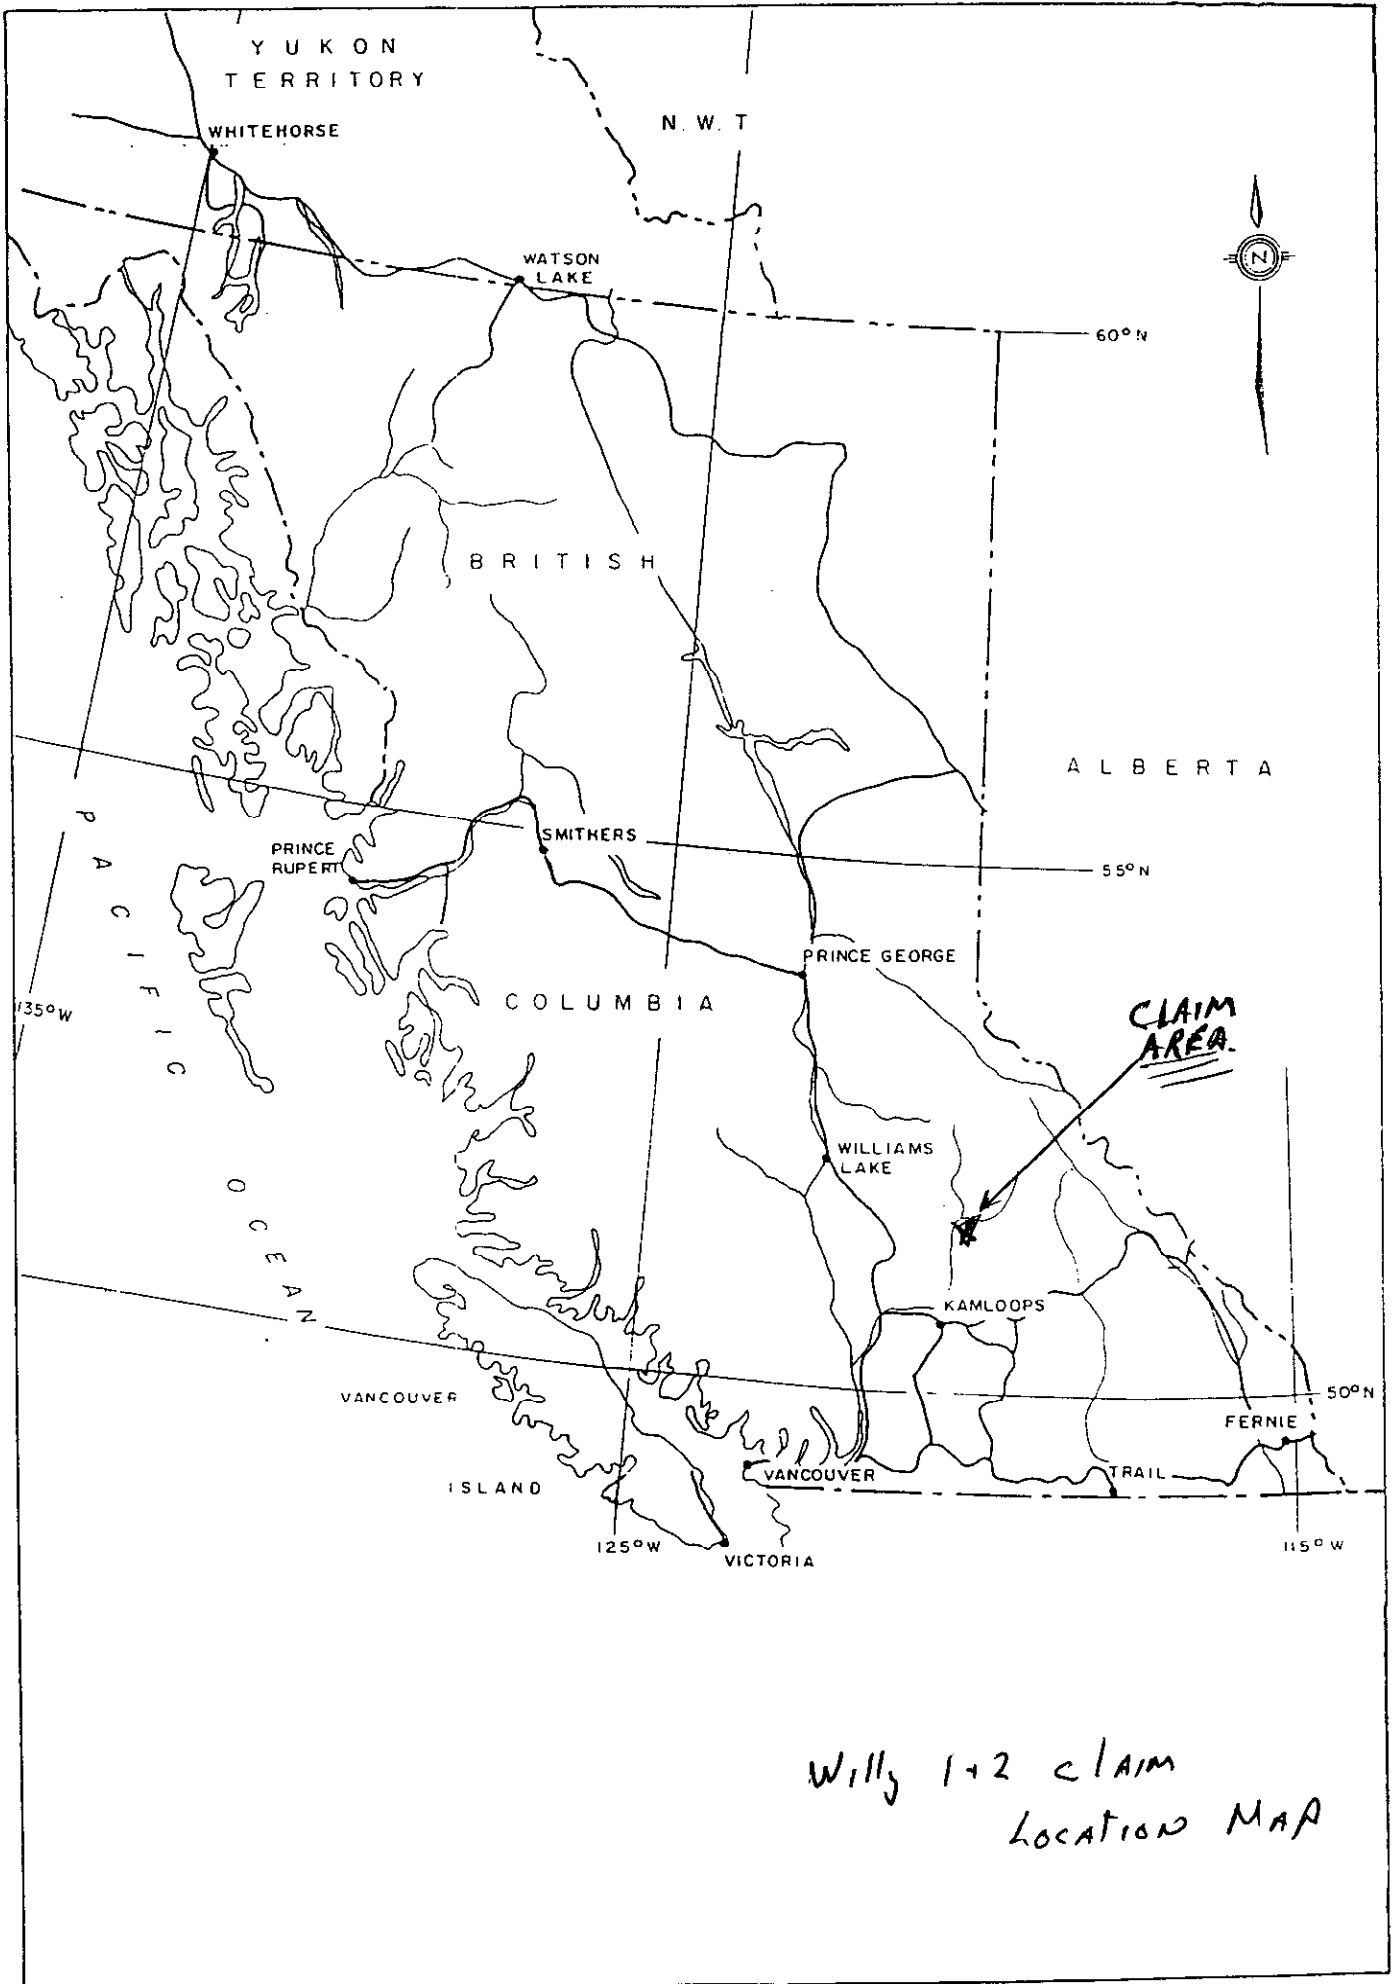 YUKON
TERRITORY
N. W. T
WHITEHORSE
N
WATSON
LAKE
60°N
BRITISH
ALBERTA
SMITHERS
PRINCE
RUPERT
55°N
PRINCE GEORGE
COLUMBIA
135°W
CLAIM
AREA.
PACIFIC
OCEAN
WILLIAMS
LAKE
KAMLOOPS
VANCOUVER
ISLAND
50°N
FERNIE
VANCOUVER
TRAIL
125°W
VICTORIA
115°W
Willy 1+2 claim
Location Map